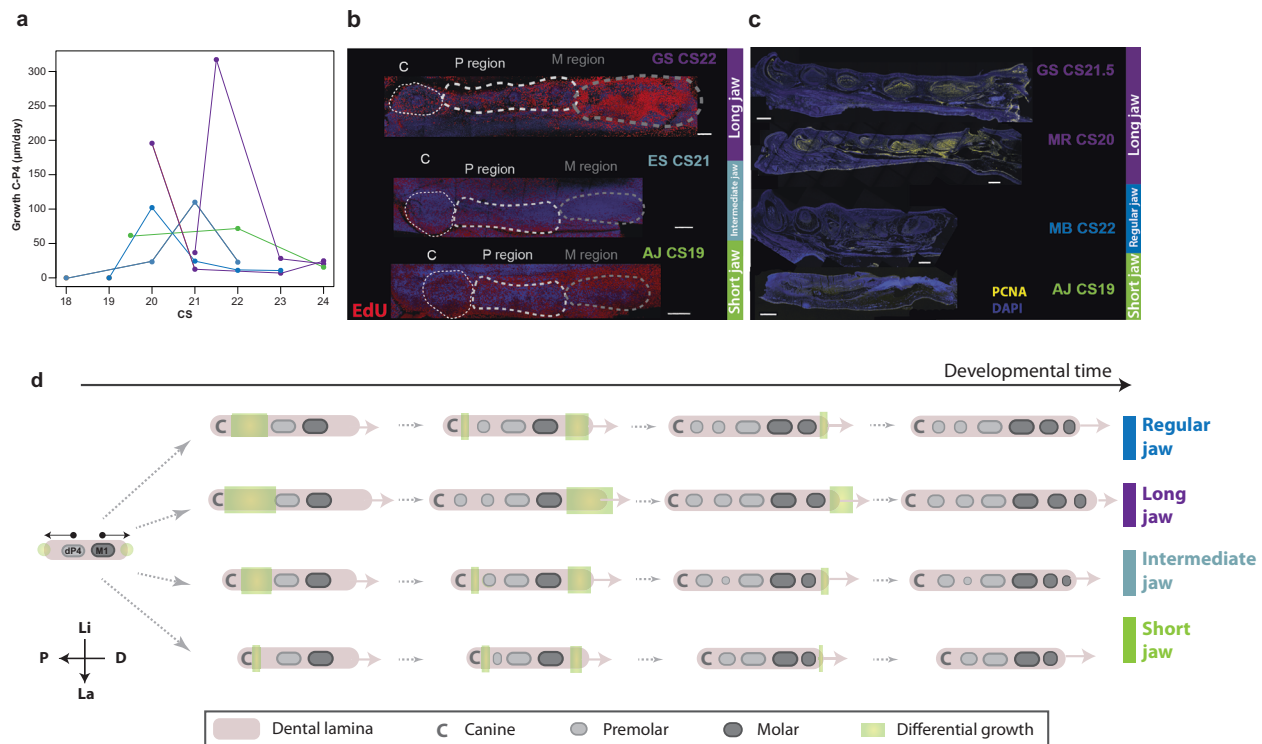 a
Growth C-P4 (µm/day)
300
250
200
150
100
50
0
18 19 20 21 22 23 24
CS
b
C P region M region GS CS22
C P region M region ES CS21
C P region M region AJ CS19
EdU
Long jaw
Intermediate jaw
Short jaw
c
GS CS21.5
MR CS20
MB CS22
AJ CS19
PCNA
DAPI
Long jaw
Regular jaw
Short jaw
d
Developmental time
dP4 M1
C C C C
Regular
jaw
C C C C
Long
jaw
C C C C
Intermediate
jaw
C C C C
Short
jaw
Li
P D
La
Dental lamina C Canine Premolar Molar Differential growth